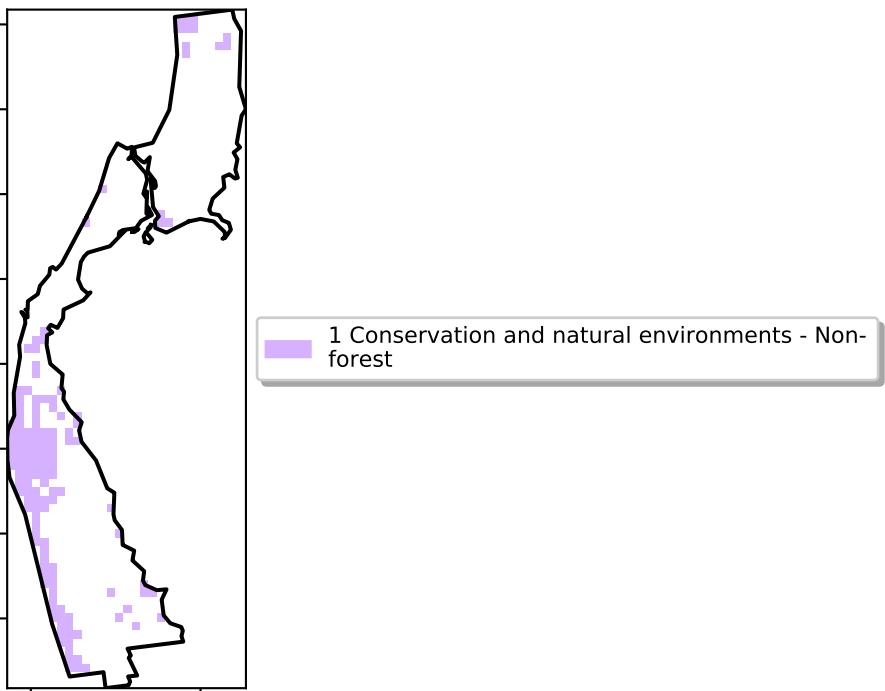 1 Conservation and natural environments - Non-
forest